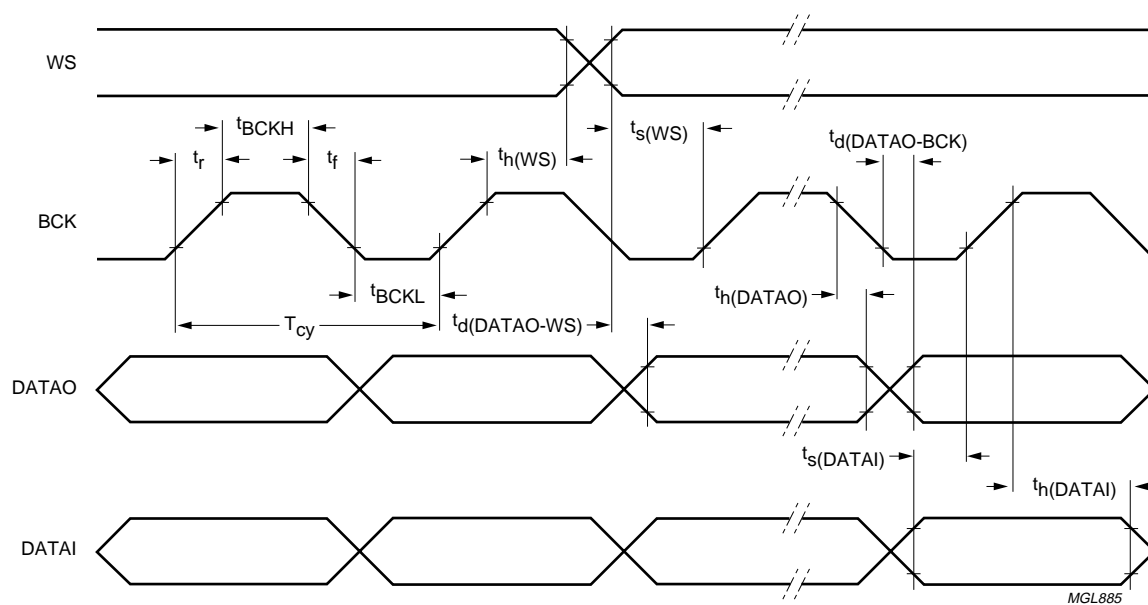 WS
tBCKH
ts(WS)
td(DATAO-BCK)
tr
tf
th(WS)
BCK
tBCKL
th(DATAO)
Tcy
td(DATAO-WS)
DATAO
ts(DATAI)
th(DATAI)
DATAI
MGL885